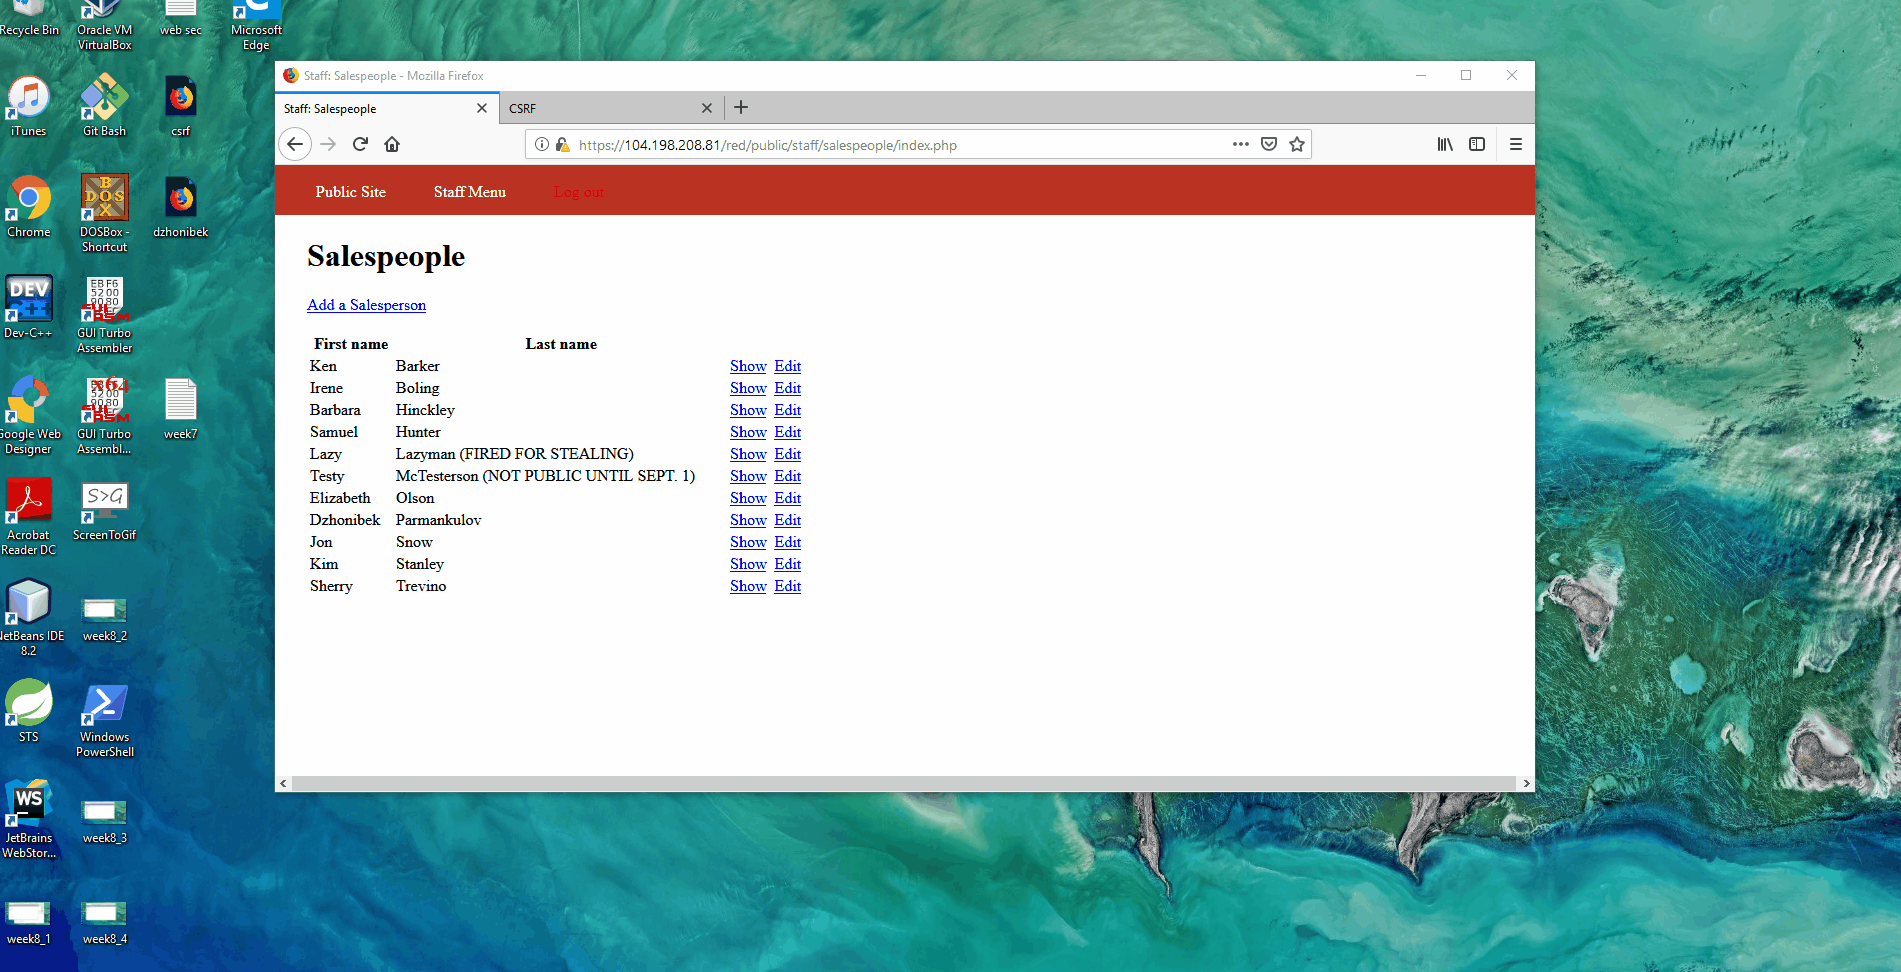 Recycle Bin
Oracle VM
VirtualBox
web sec
Microsoft
Edge
iTunes
Git Bash
csrf
Chrome
DOSBox -
Shortcut
dzhonibek
Dev-C++
GUI Turbo
Assembler
Google Web
Designer
GUI Turbo
Assembl...
week7
Acrobat
Reader DC
ScreenToGif
NetBeans IDE
8.2
week8_2
STS
Windows
PowerShell
JetBrains
WebStor...
week8_3
week8_1
week8_4
Staff: Salespeople - Mozilla Firefox
Staff: Salespeople
CSRF
https://104.198.208.81/red/public/staff/salespeople/index.php
Public Site Staff Menu Log out
Salespeople
Add a Salesperson
First name Last name
Ken Barker Show Edit
Irene Boling Show Edit
Barbara Hinckley Show Edit
Samuel Hunter Show Edit
Lazy Lazyman (FIRED FOR STEALING) Show Edit
Testy McTesterson (NOT PUBLIC UNTIL SEPT. 1) Show Edit
Elizabeth Olson Show Edit
Dzhonibek Parmankulov Show Edit
Jon Snow Show Edit
Kim Stanley Show Edit
Sherry Trevino Show Edit